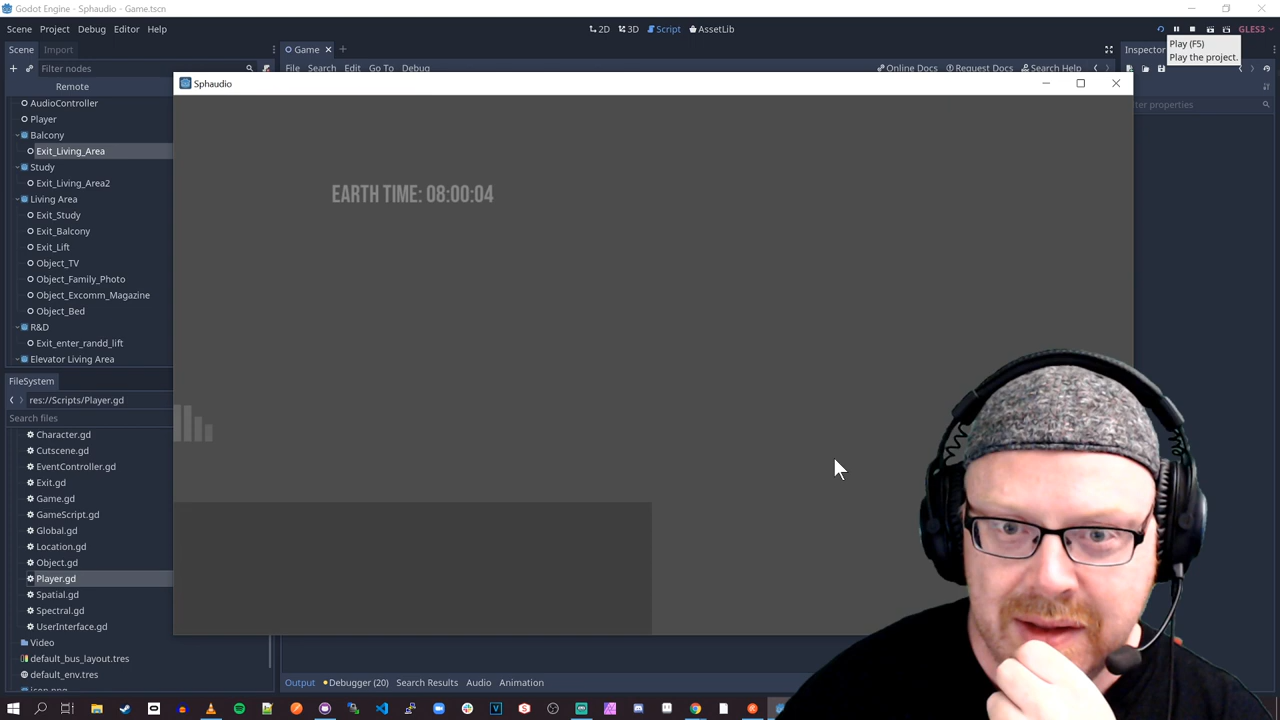 Godot Engine - Sphaudio - Game.tscn
Scene Project Debug Editor Help
2D 3D Script AssetLib
GLES3
Scene Import
Game
Inspector
Play (F5)
Play the project.
Filter nodes
File Search Edit Go To Debug
Online Docs Request Docs Search Help
Remote
Sphaudio
ter properties
AudioController
Player
Balcony
Exit_Living_Area
Study
Exit_Living_Area2
Living Area
Exit_Study
Exit_Balcony
Exit_Lift
Object_TV
Object_Family_Photo
Object_Excomm_Magazine
Object_Bed
R&D
Exit_enter_randd_lift
Elevator Living Area
EARTH TIME: 08:00:04
FileSystem
res://Scripts/Player.gd
Search files
Character.gd
Cutscene.gd
EventController.gd
Exit.gd
Game.gd
GameScript.gd
Global.gd
Location.gd
Object.gd
Player.gd
Spatial.gd
Spectral.gd
UserInterface.gd
Video
default_bus_layout.tres
default_env.tres
Output Debugger (20) Search Results Audio Animation